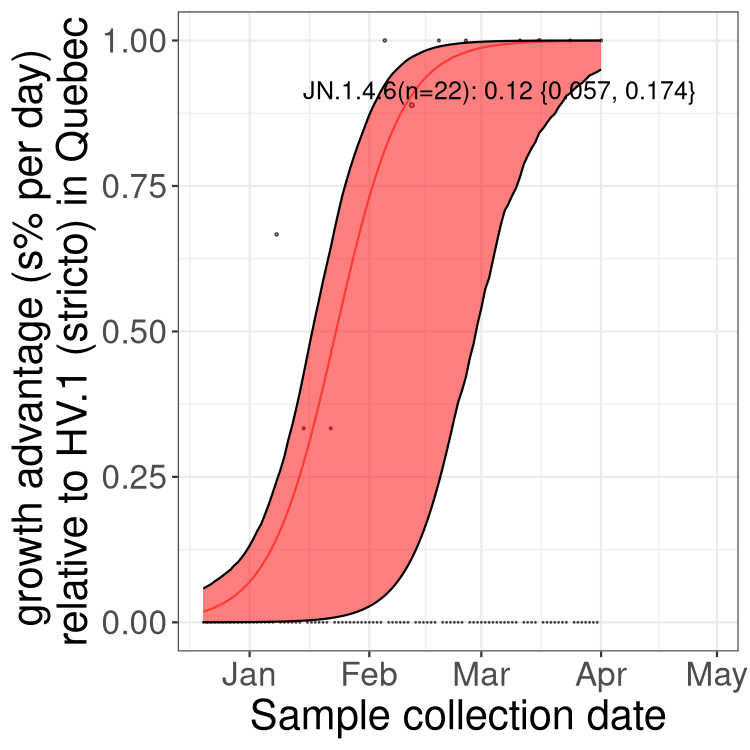 growth advantage (s% per day)
relative to HV.1 (stricto) in Quebec
1.00
0.75
0.50
0.25
0.00
JN.1.4.6(n=22): 0.12 {0.057, 0.174}
Jan Feb Mar Apr May
Sample collection date